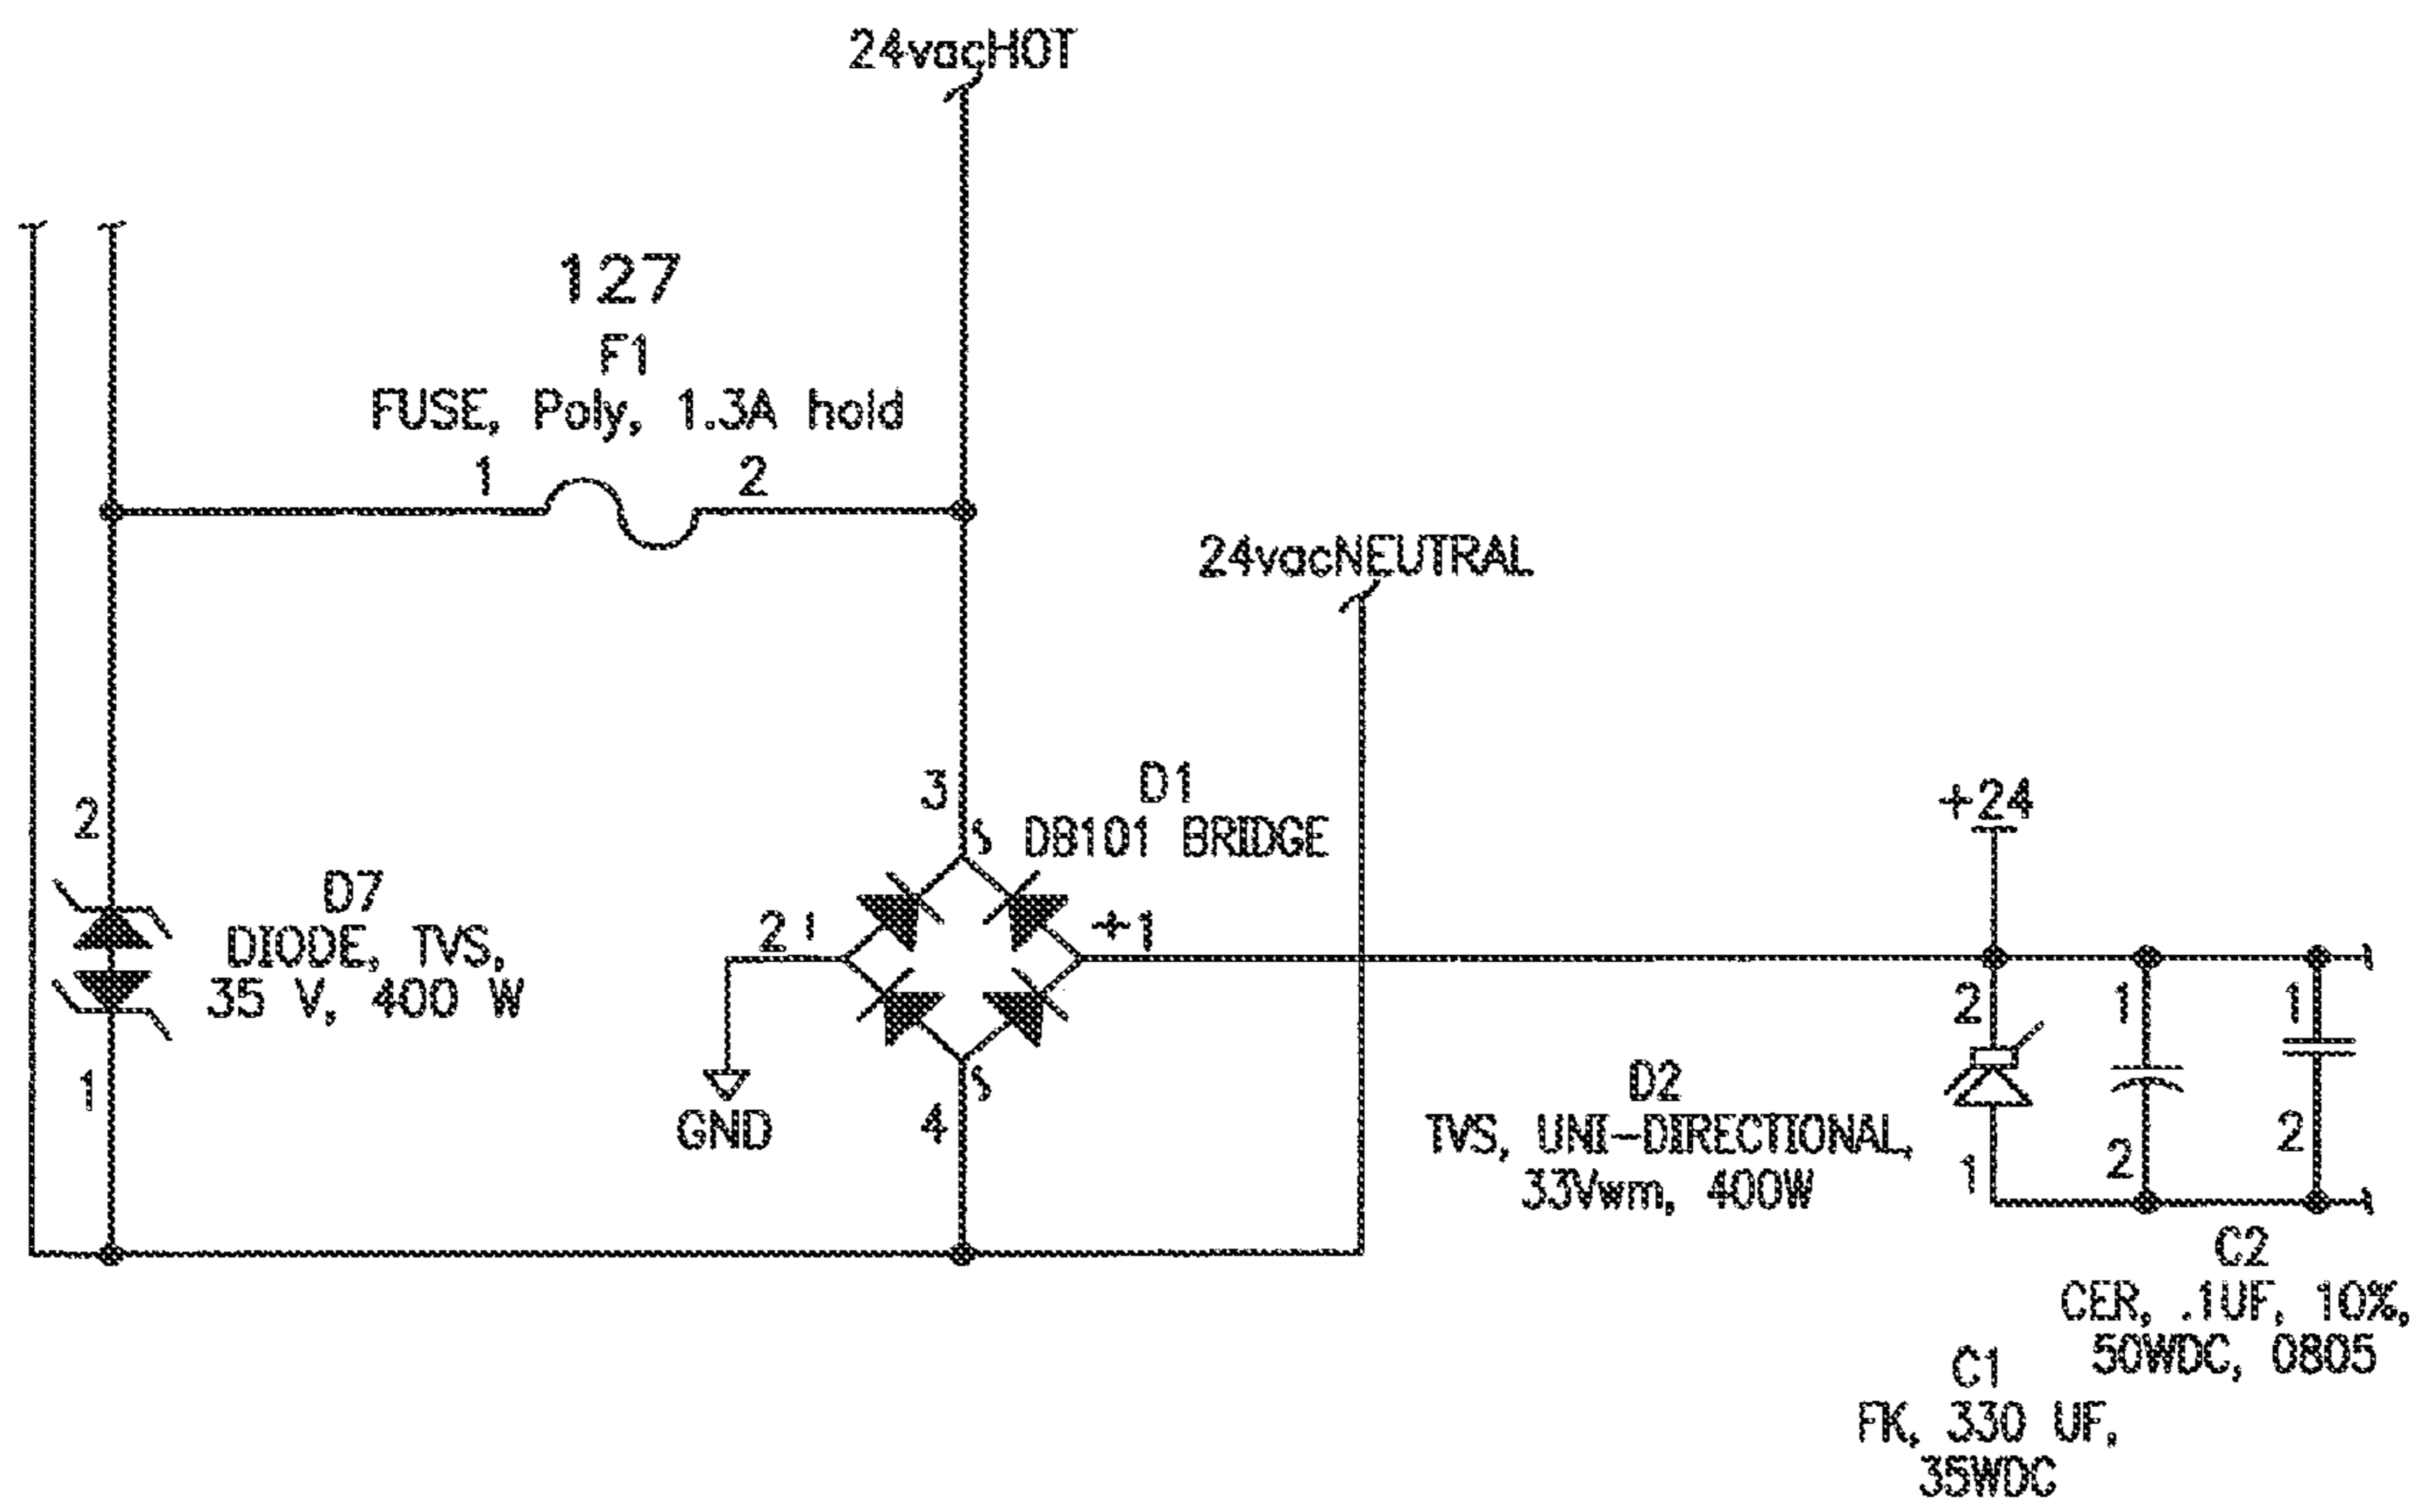 24vacHOT
127
F1
FUSE, Poly, 1.3A hold
1 2
24vacNEUTRAL
3
D1
DB101 BRIDGE
2
D7
DIODE, TVS,
35 V, 400 W
1
2 -
+1
4
GND
+24
2 1 1
D2
TVS, UNI-DIRECTIONAL,
33Vwm, 400W
1 2 2
C2
CER, .1UF, 10%,
50WDC, 0805
C1
FK, 330 UF,
35WDC